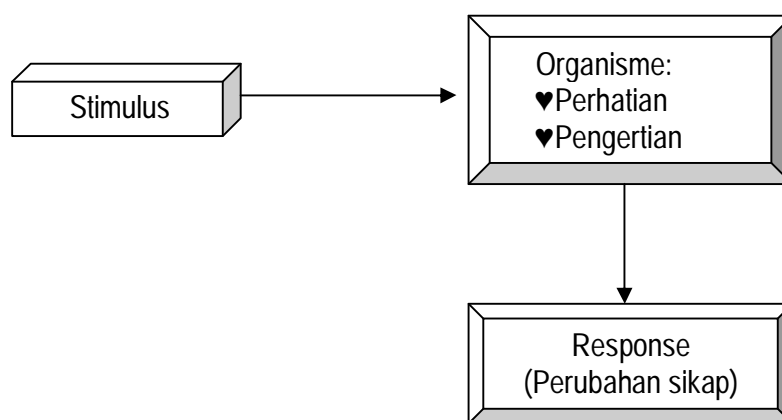 Stimulus
Organisme:
♥Perhatian
♥Pengertian
Response
(Perubahan sikap)